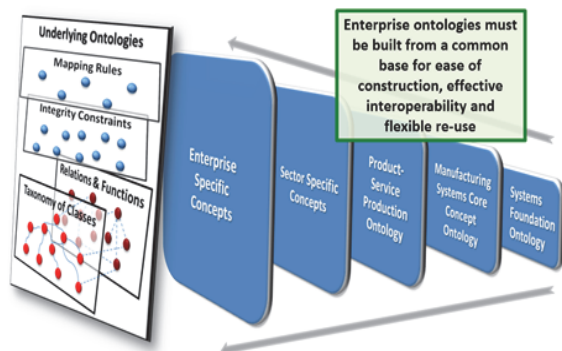 Underlying Ontologies
Mapping Rules
Integrity Constraints
Relations & Functions
Taxonomy of Classes
Enterprise ontologies must
be built from a common
base for ease of
construction, effective
interoperability and
flexible re-use
Enterprise
Specific
Concepts
Sector Specific
Concepts
Product-
Service
Production
Ontology
Manufacturing
Systems Core
Concept
Ontology
Systems
Foundation
Ontology